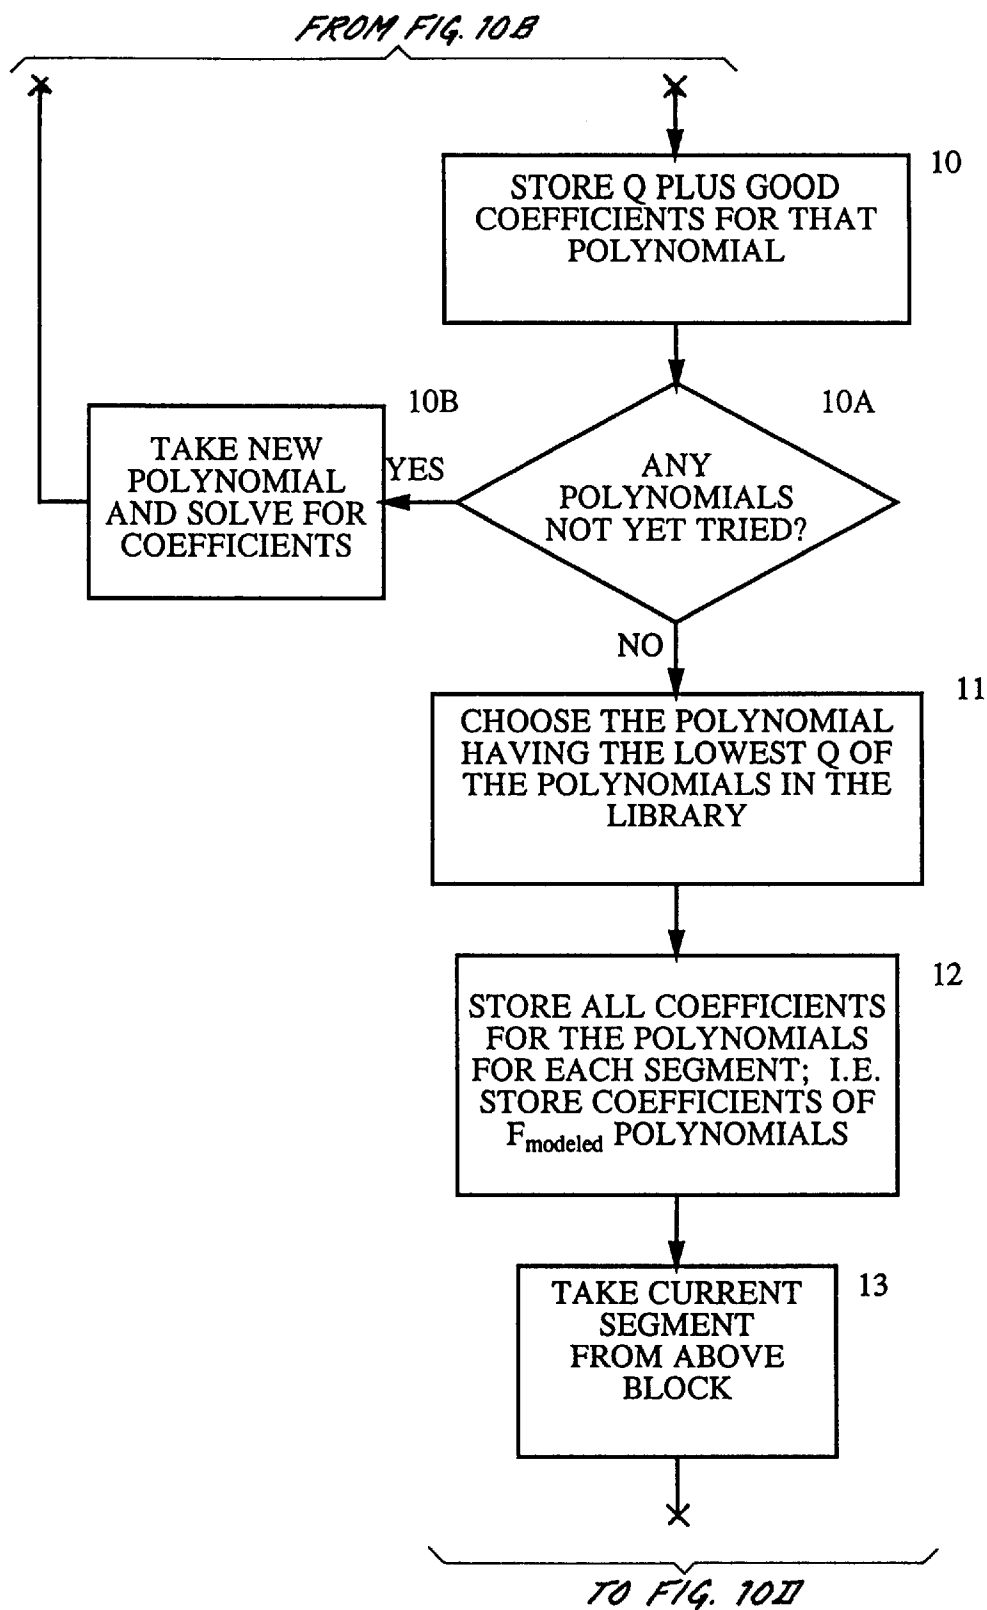 FROM FIG. 10B
10
STORE Q PLUS GOOD
COEFFICIENTS FOR THAT
POLYNOMIAL
10B
10A
TAKE NEW
POLYNOMIAL
AND SOLVE FOR
COEFFICIENTS
YES
ANY
POLYNOMIALS
NOT YET TRIED?
NO
11
CHOOSE THE POLYNOMIAL
HAVING THE LOWEST Q OF
THE POLYNOMIALS IN THE
LIBRARY
12
STORE ALL COEFFICIENTS
FOR THE POLYNOMIALS
FOR EACH SEGMENT; I.E.
STORE COEFFICIENTS OF
Fmodeled POLYNOMIALS
13
TAKE CURRENT
SEGMENT
FROM ABOVE
BLOCK
TO FIG. 10D